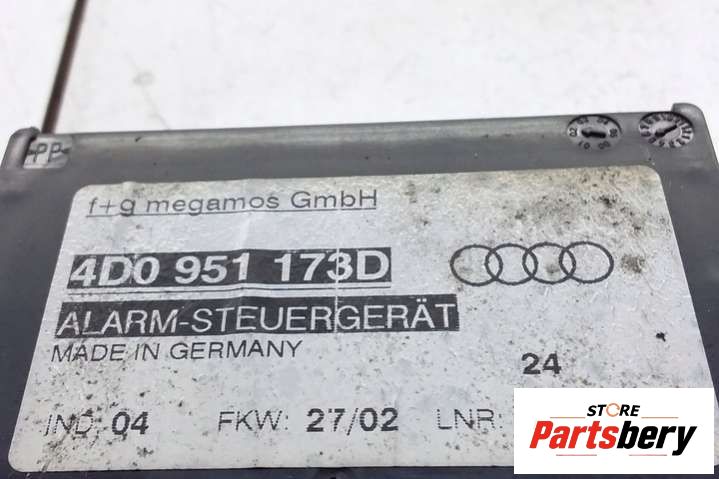 PP
f+g megamos GmbH
4D0 951 173D
ALARM-STEUERGERÄT
MADE IN GERMANY
24
IND: 04 FKW: 27/02 LNR:
STORE
Partsbery